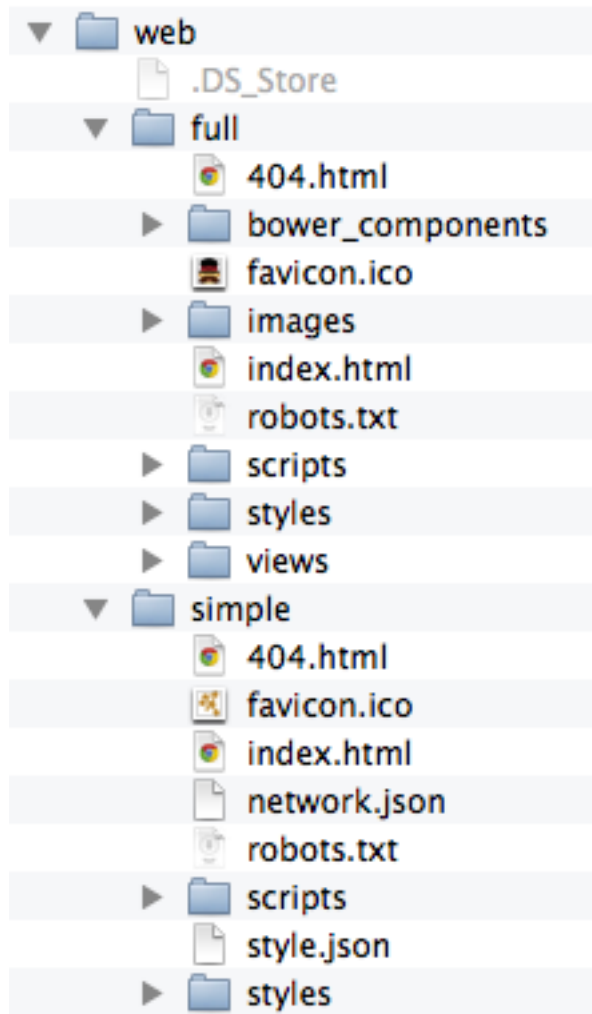 web
.DS_Store
full
404.html
bower_components
favicon.ico
images
index.html
robots.txt
scripts
styles
views
simple
404.html
favicon.ico
index.html
network.json
robots.txt
scripts
style.json
styles